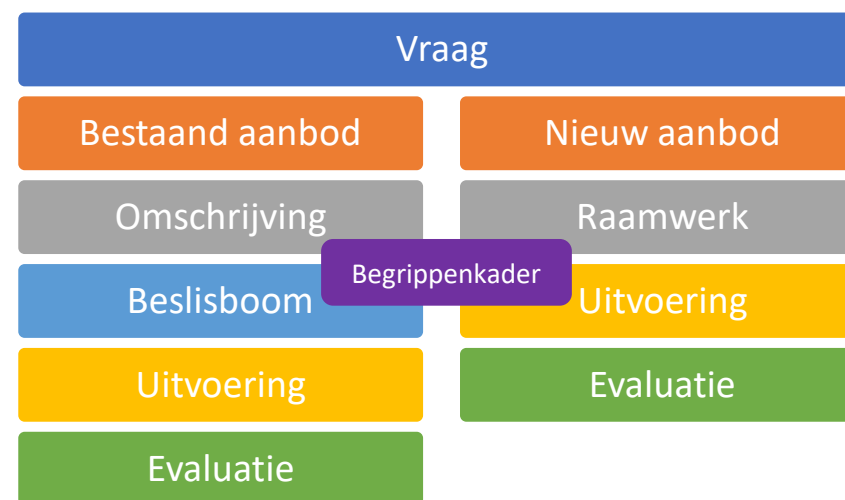 Vraag
Bestaand aanbod
Nieuw aanbod
Omschrijving
Raamwerk
Begrippenkader
Beslisboom
Uitvoering
Uitvoering
Evaluatie
Evaluatie